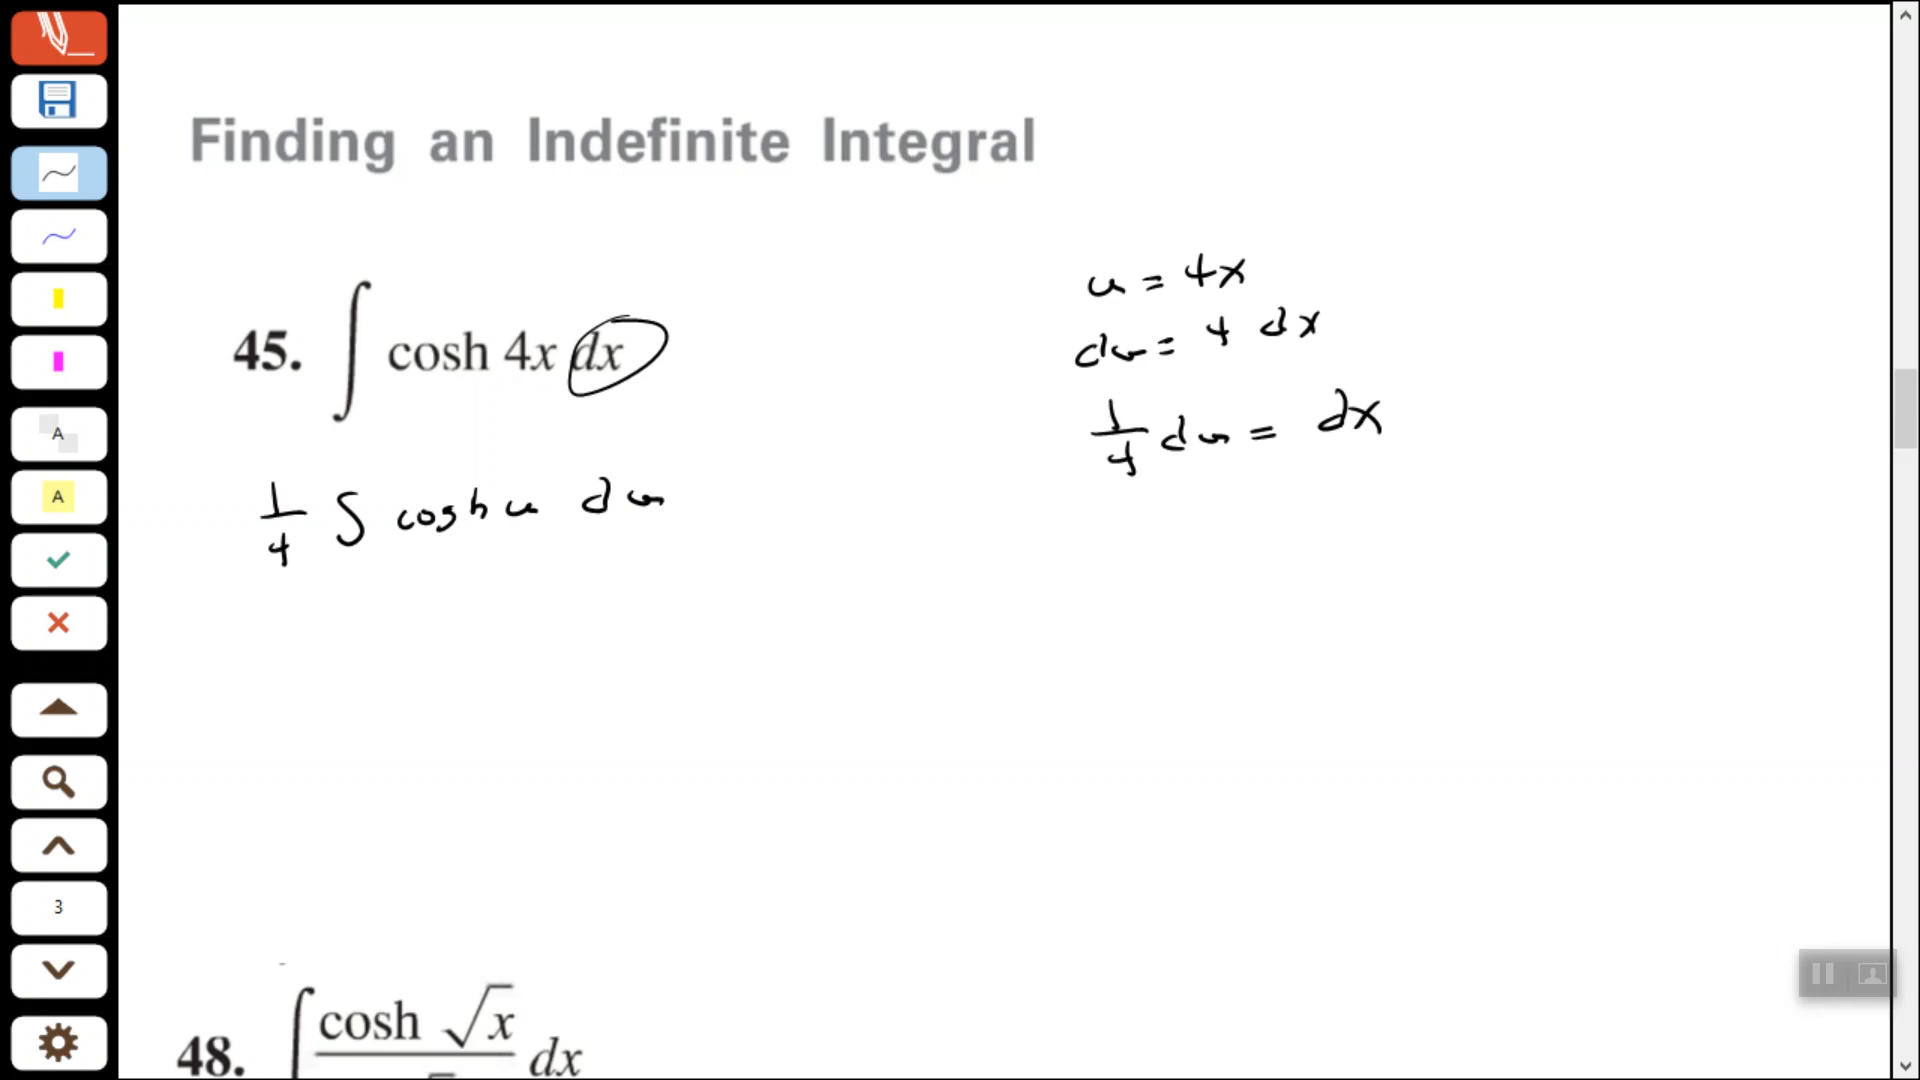 Finding an Indefinite Integral
45. ∫ cosh 4x dx
u = 4x
du = 4 dx
1/4 du = dx
1/4 ∫ cosh u du
A
A
3
48. ∫ cosh √x dx